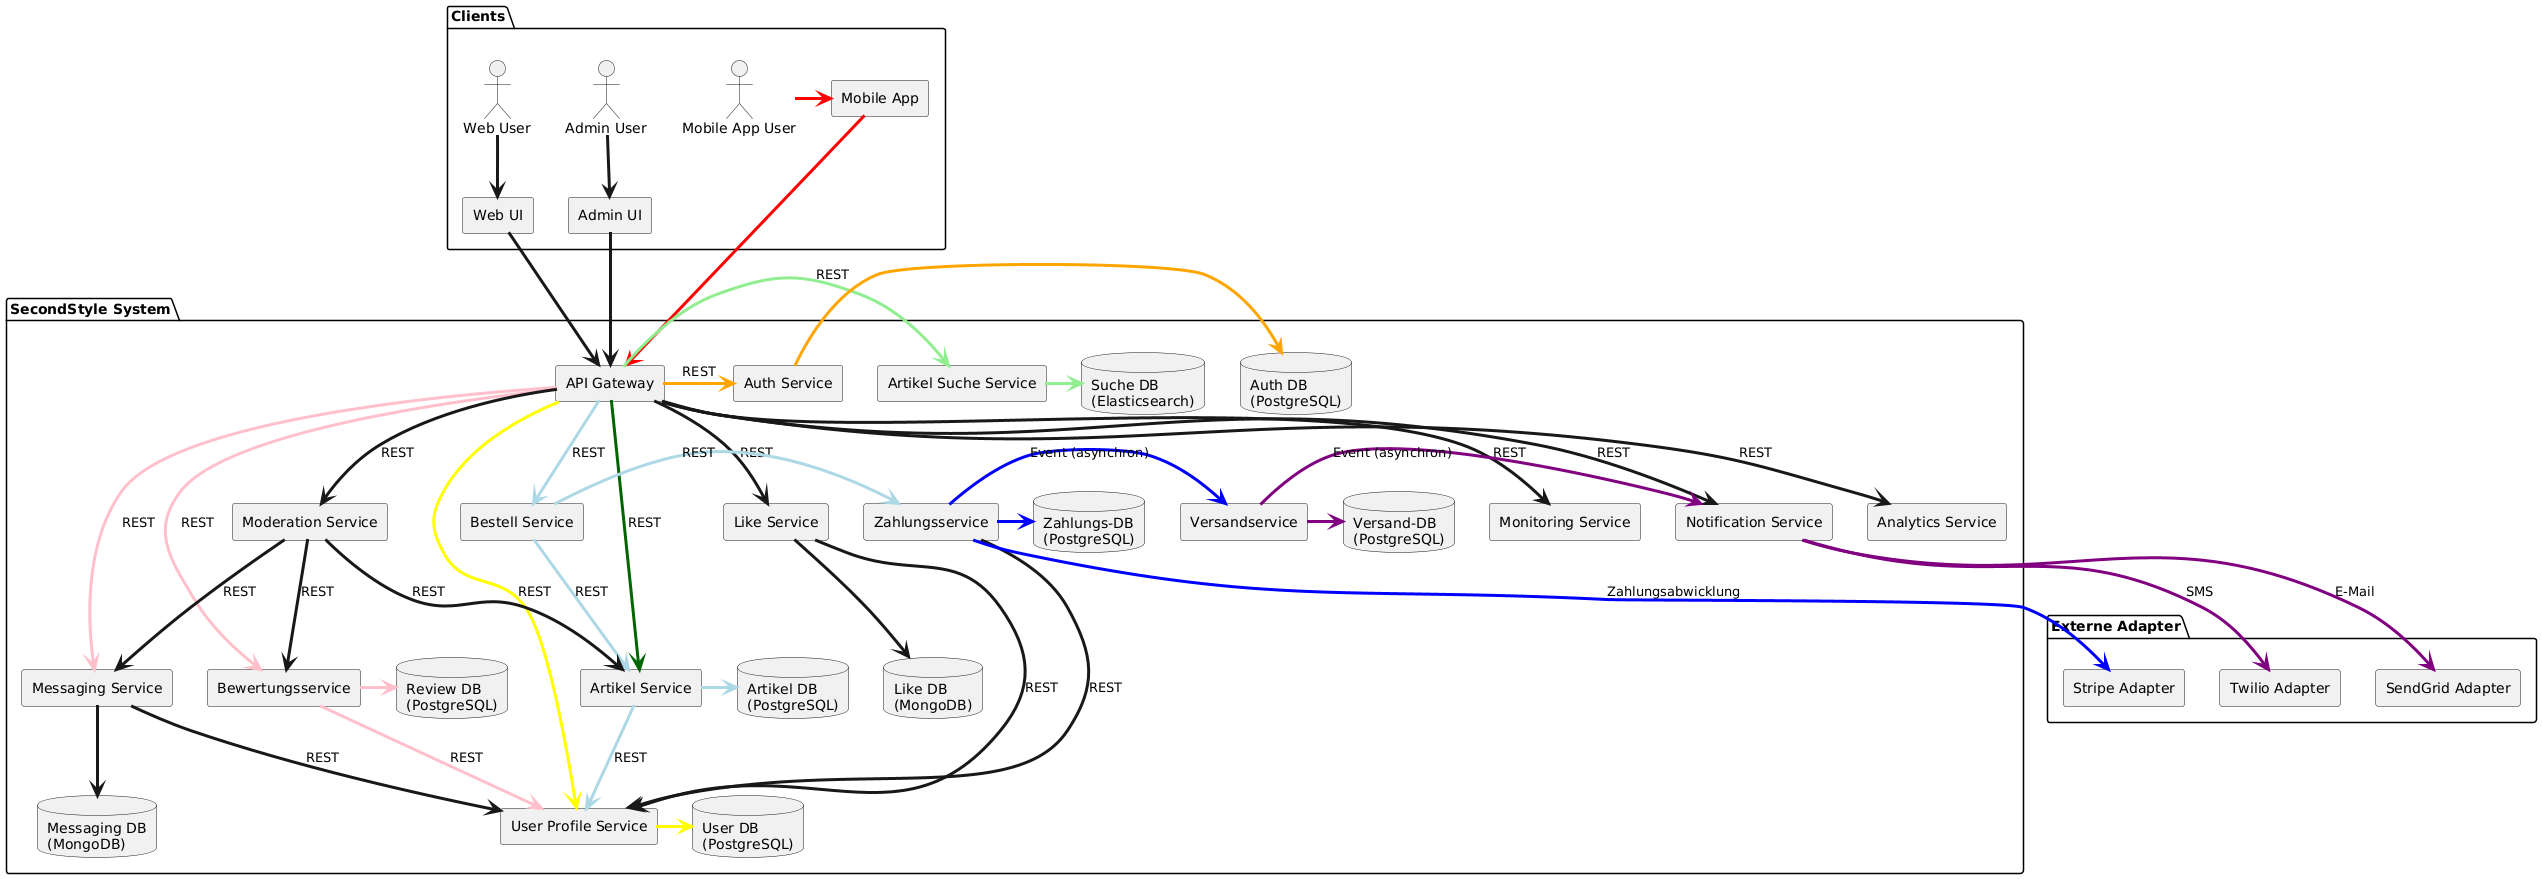 Clients
Web User
Admin User
Mobile App User
Mobile App
Web UI
Admin UI
REST
SecondStyle System
API Gateway
REST
Auth Service
Artikel Suche Service
Suche DB
(Elasticsearch)
Auth DB
(PostgreSQL)
REST
REST
REST
REST
Event (asynchron)
Event (asynchron)
REST
REST
REST
REST
REST
REST
Moderation Service
Bestell Service
Like Service
Zahlungsservice
Zahlungs-DB
(PostgreSQL)
Versandservice
Versand-DB
(PostgreSQL)
Monitoring Service
Notification Service
Analytics Service
REST
REST
REST
REST
REST
Zahlungsabwicklung
SMS
E-Mail
Externe Adapter
Messaging Service
Bewertungsservice
Review DB
(PostgreSQL)
Artikel Service
Artikel DB
(PostgreSQL)
Like DB
(MongoDB)
REST
REST
Stripe Adapter
Twilio Adapter
SendGrid Adapter
REST
REST
REST
Messaging DB
(MongoDB)
User Profile Service
User DB
(PostgreSQL)